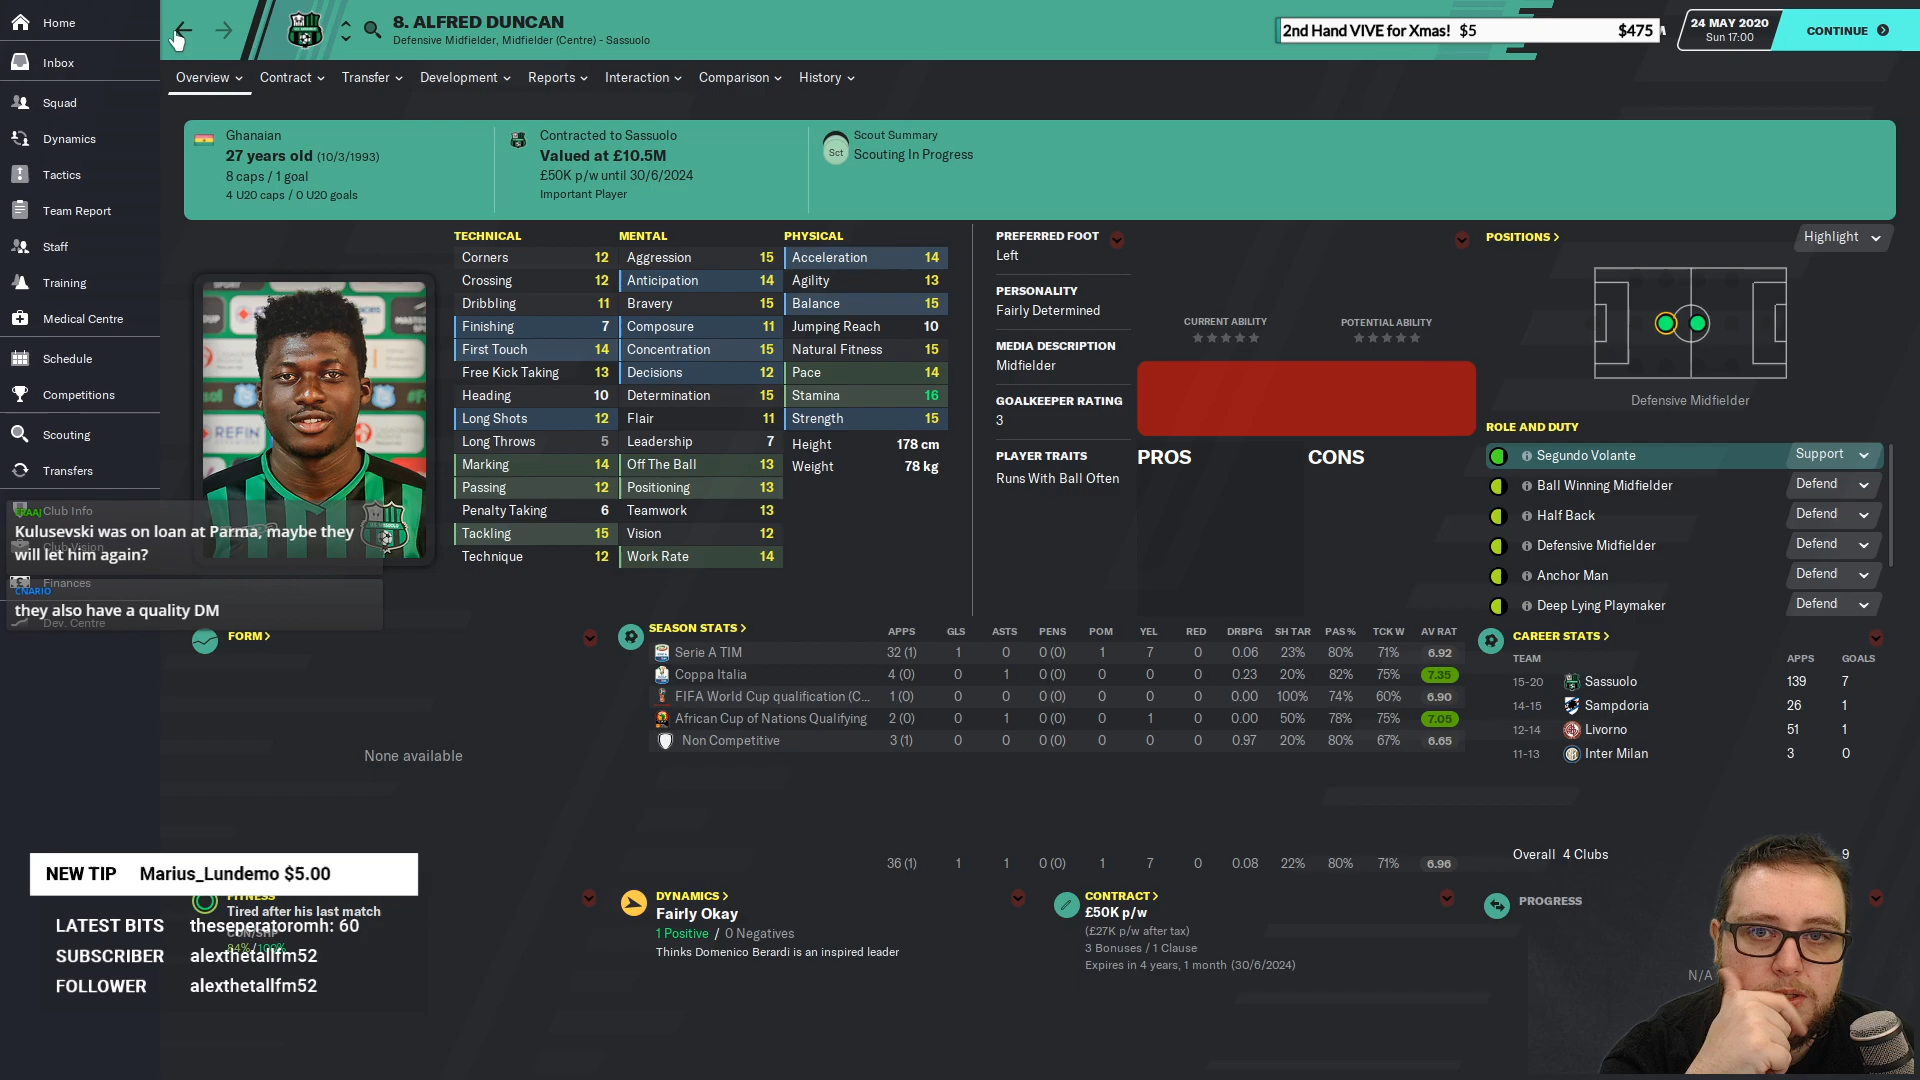 Home
Inbox
Squad
Dynamics
Tactics
Team Report
Staff
Training
Medical Centre
Schedule
Competitions
Scouting
Transfers
Club Info
Kulusevski was on loan at Parma, maybe they
will let him again?
Club Vision
Finances
CNARIO
they also have a quality DM
Dev. Centre
8. ALFRED DUNCAN
Defensive Midfielder, Midfielder (Centre) - Sassuolo
2nd Hand VIVE for Xmas! $5 $475
24 MAY 2020
Sun 17:00
CONTINUE
Overview Contract Transfer Development Reports Interaction Comparison History
Ghanaian
27 years old (10/3/1993)
8 caps / 1 goal
4 U20 caps / 0 U20 goals
Contracted to Sassuolo
Valued at £10.5M
£50K p/w until 30/6/2024
Important Player
Sct
Scout Summary
Scouting In Progress
TECHNICAL
Corners 12
Crossing 12
Dribbling 11
Finishing 7
First Touch 14
Free Kick Taking 13
Heading 10
Long Shots 12
Long Throws 5
Marking 14
Passing 12
Penalty Taking 6
Tackling 15
Technique 12
MENTAL
Aggression 15
Anticipation 14
Bravery 15
Composure 11
Concentration 15
Decisions 12
Determination 15
Flair 11
Leadership 7
Off The Ball 13
Positioning 13
Teamwork 13
Vision 12
Work Rate 14
PHYSICAL
Acceleration 14
Agility 13
Balance 15
Jumping Reach 10
Natural Fitness 15
Pace 14
Stamina 16
Strength 15
Height 178 cm
Weight 78 kg
PREFERRED FOOT
Left
PERSONALITY
Fairly Determined
MEDIA DESCRIPTION
Midfielder
GOALKEEPER RATING
3
PLAYER TRAITS
Runs With Ball Often
CURRENT ABILITY
POTENTIAL ABILITY
PROS
CONS
POSITIONS >
Highlight
Defensive Midfielder
ROLE AND DUTY
Segundo Volante Support
Ball Winning Midfielder Defend
Half Back Defend
Defensive Midfielder Defend
Anchor Man Defend
Deep Lying Playmaker Defend
FORM >
None available
SEASON STATS > APPS GLS ASTS PENS POM YEL RED DRBPG SH TAR PAS % TCK W AV RAT
Serie A TIM 32 (1) 1 0 0 (0) 1 7 0 0.06 23% 80% 71% 6.92
Coppa Italia 4 (0) 0 1 0 (0) 0 0 0 0.23 20% 82% 75% 7.35
FIFA World Cup qualification (C... 1 (0) 0 0 0 (0) 0 0 0 0.00 100% 74% 60% 6.90
African Cup of Nations Qualifying 2 (0) 0 1 0 (0) 0 1 0 0.00 50% 78% 75% 7.05
Non Competitive 3 (1) 0 0 0 (0) 0 0 0 0.97 20% 80% 67% 6.65
36 (1) 1 1 0 (0) 1 7 0 0.08 22% 80% 71% 6.96
CAREER STATS >
TEAM APPS GOALS
15-20 Sassuolo 139 7
14-15 Sampdoria 26 1
12-14 Livorno 51 1
11-13 Inter Milan 3 0
Overall 4 Clubs 9
NEW TIP Marius_Lundemo $5.00
FITNESS
Tired after his last match
CON/SHP
84%/100%
LATEST BITS theseperatoromh: 60
SUBSCRIBER alexthetallfm52
FOLLOWER alexthetallfm52
DYNAMICS >
Fairly Okay
1 Positive / 0 Negatives
Thinks Domenico Berardi is an inspired leader
CONTRACT >
£50K p/w
(£27K p/w after tax)
3 Bonuses / 1 Clause
Expires in 4 years, 1 month (30/6/2024)
PROGRESS
N/A